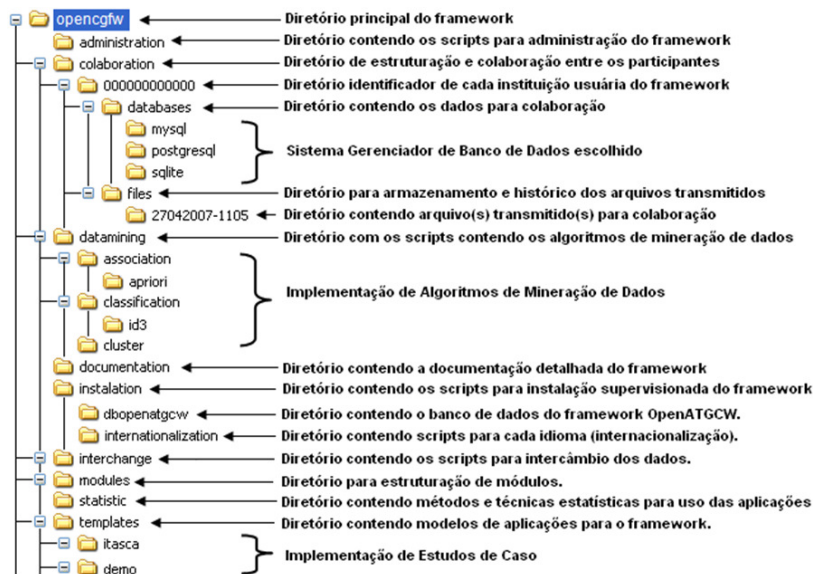 opencgfw Diretório principal do framework
administration Diretório contendo os scripts para administração do framework
colaboration Diretório de estruturação e colaboração entre os participantes
000000000000 Diretório identificador de cada instituição usuária do framework
databases Diretório contendo os dados para colaboração
mysql
postgresql Sistema Gerenciador de Banco de Dados escolhido
sqlite
files Diretório para armazenamento e histórico dos arquivos transmitidos
27042007-1105 Diretório contendo arquivo(s) transmitido(s) para colaboração
datamining Diretório com os scripts contendo os algoritmos de mineração de dados
association
apriori Implementação de Algoritmos de Mineração de Dados
classification
id3
cluster
documentation Diretório contendo a documentação detalhada do framework
instalation Diretório contendo os scripts para instalação supervisionada do framework
dbopenatgcw Diretório contendo o banco de dados do framework OpenATGCW.
internationalization Diretório contendo scripts para cada idioma (internacionalização).
interchange Diretório contendo os scripts para intercâmbio dos dados.
modules Diretório para estruturação de módulos.
statistic Diretório contendo métodos e técnicas estatísticas para uso das aplicações
templates Diretório contendo modelos de aplicações para o framework.
itasca
Implementação de Estudos de Caso
demo